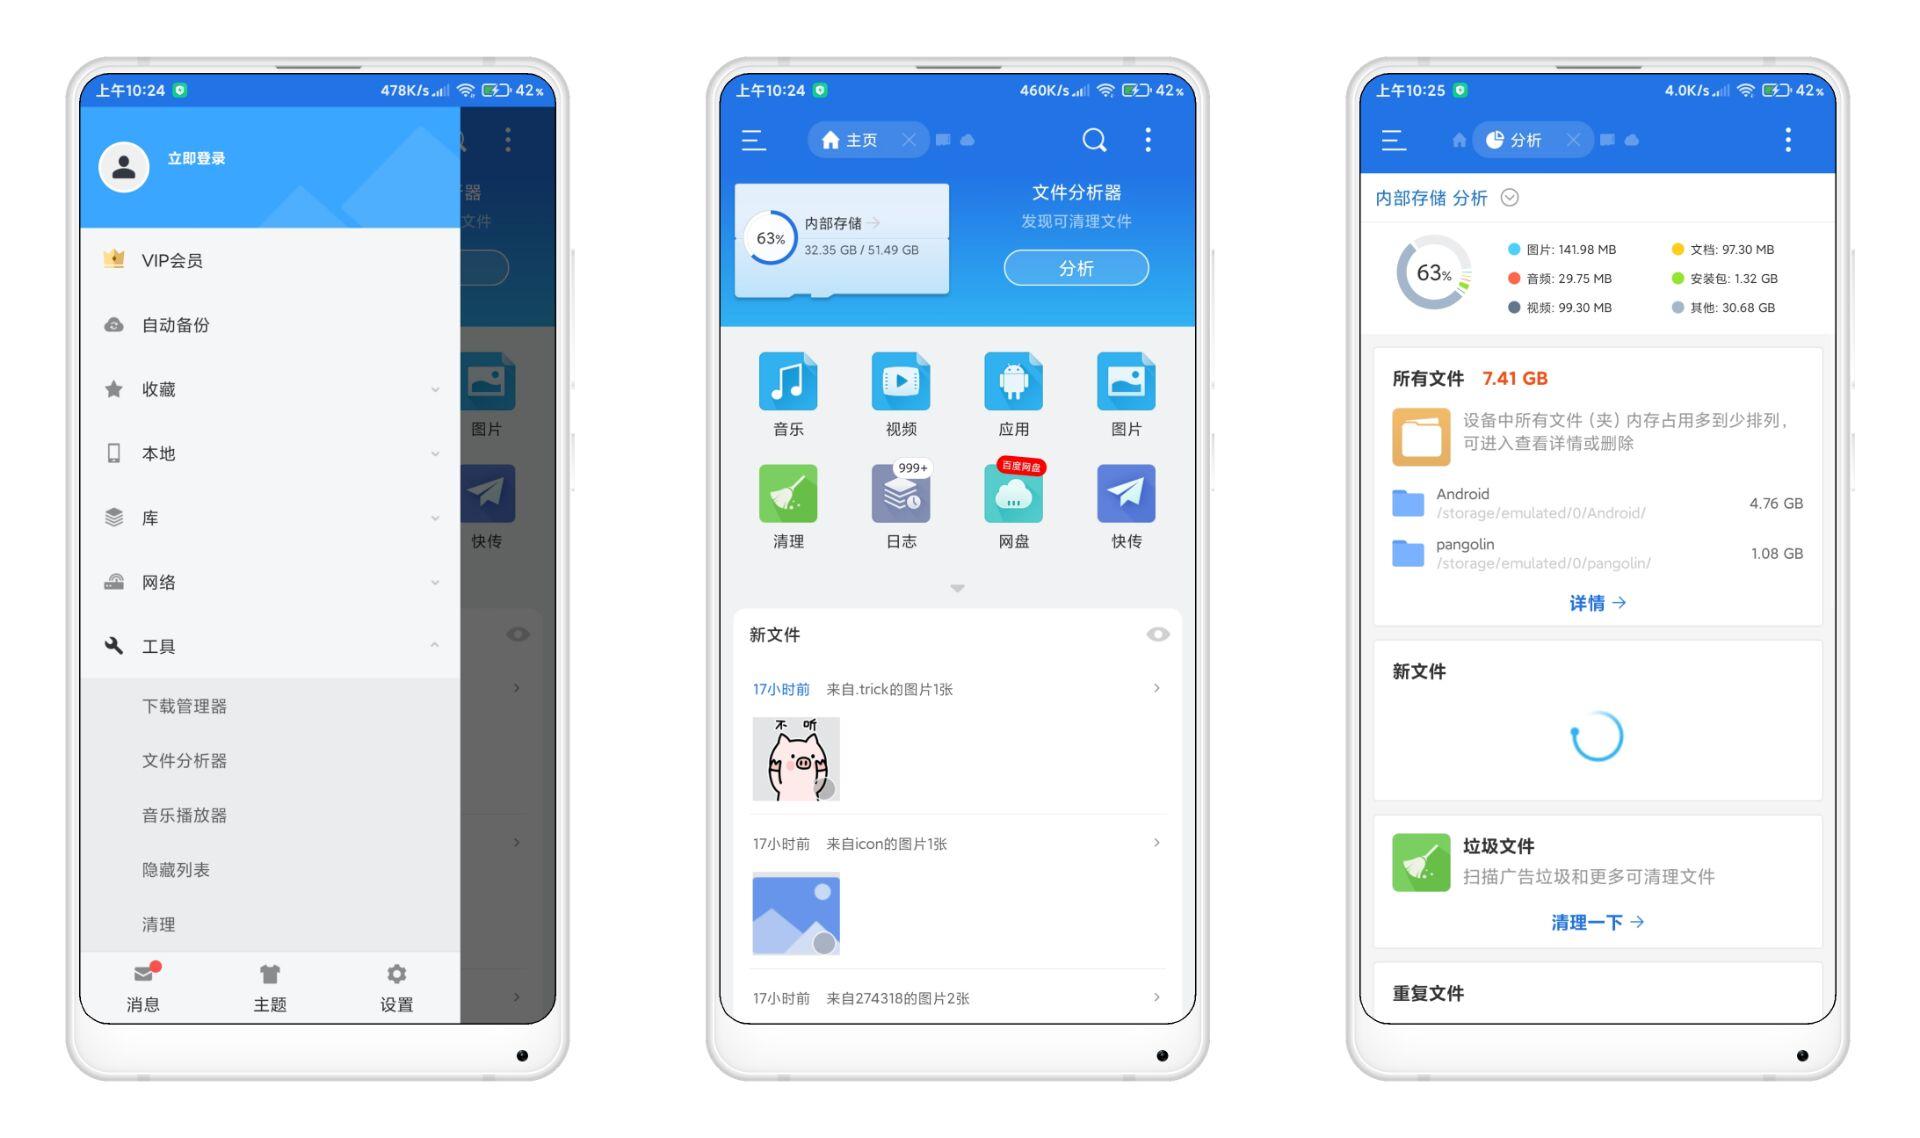 上午10:24
478K/s
42%
立即登录
VIP会员
自动备份
收藏
本地
库
网络
工具
下载管理器
文件分析器
音乐播放器
隐藏列表
清理
消息
主题
设置
器
文件
图片
快传
上午10:24
460K/s
42%
主页
63%
内部存储
32.35 GB / 51.49 GB
文件分析器
发现可清理文件
分析
音乐
视频
应用
图片
999+
百度网盘
清理
日志
网盘
快传
新文件
17小时前 来自.trick的图片1张
不 听
17小时前 来自icon的图片1张
17小时前 来自274318的图片2张
上午10:25
4.0K/s
42%
分析
内部存储 分析
63%
图片: 141.98 MB
文档: 97.30 MB
音频: 29.75 MB
安装包: 1.32 GB
视频: 99.30 MB
其他: 30.68 GB
所有文件 7.41 GB
设备中所有文件（夹）内存占用多到少排列，
可进入查看详情或删除
Android
/storage/emulated/0/Android/
4.76 GB
pangolin
/storage/emulated/0/pangolin/
1.08 GB
详情
新文件
垃圾文件
扫描广告垃圾和更多可清理文件
清理一下
重复文件